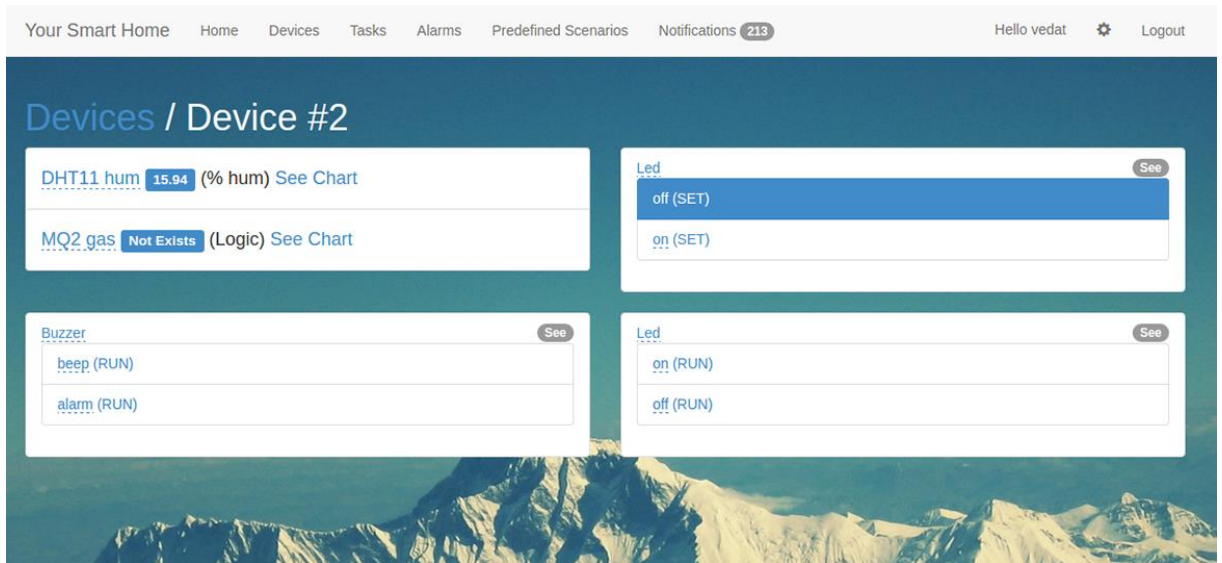 Your Smart Home Home Devices Tasks Alarms Predefined Scenarios Notifications 213 Hello vedat Logout
Devices / Device #2
DHT11 hum 15.94 (% hum) See Chart
MQ2 gas Not Exists (Logic) See Chart
Led See
off (SET)
on (SET)
Buzzer See
beep (RUN)
alarm (RUN)
Led See
on (RUN)
off (RUN)